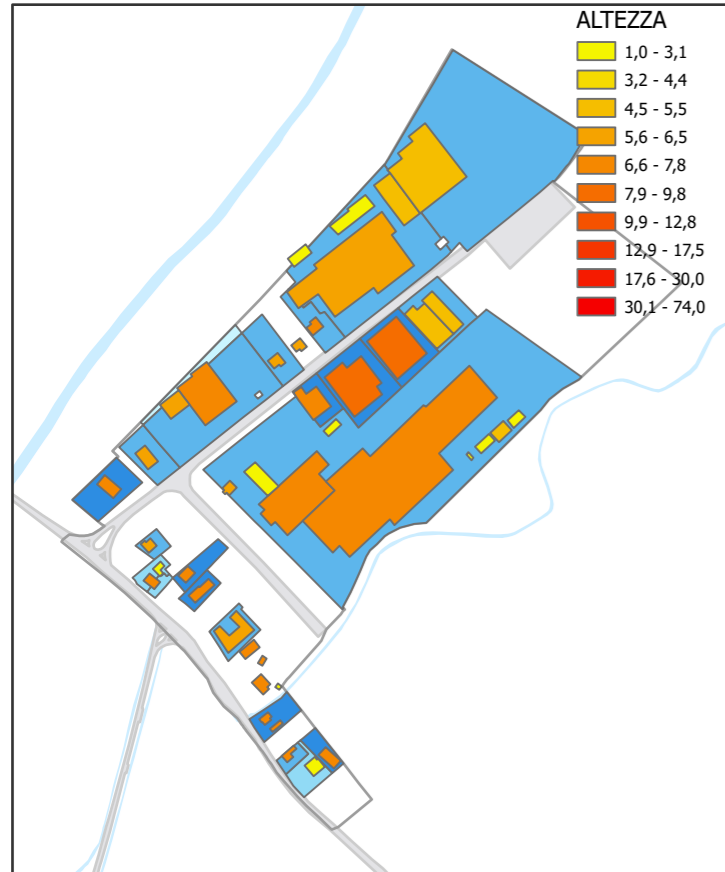 ALTEZZA
1,0 - 3,1
3,2 - 4,4
4,5 - 5,5
5,6 - 6,5
6,6 - 7,8
7,9 - 9,8
9,9 - 12,8
12,9 - 17,5
17,6 - 30,0
30,1 - 74,0